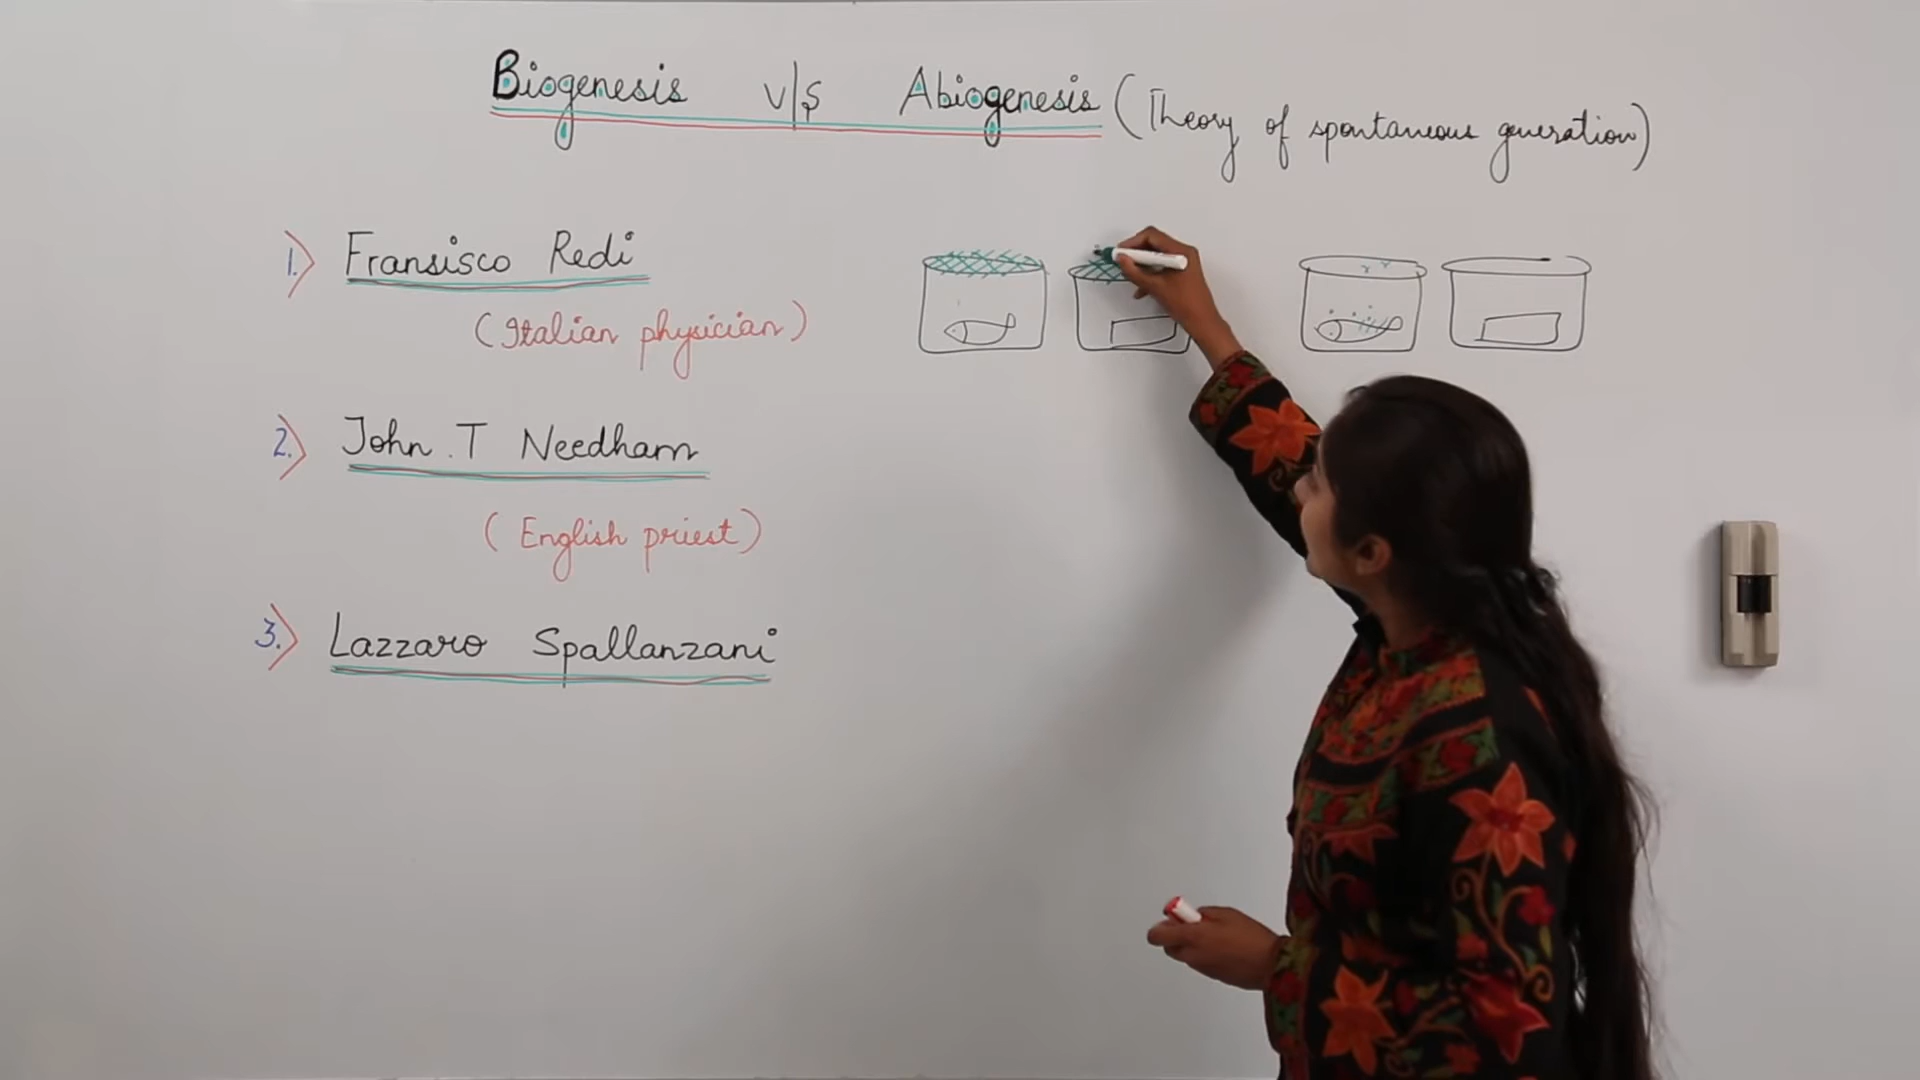 Biogenesis v/s Abiogenesis (Theory of spontaneous generation)
1. Fransisco Redi
(Italian physician)
2. John .T Needham
(English priest)
3. Lazzaro Spallanzani